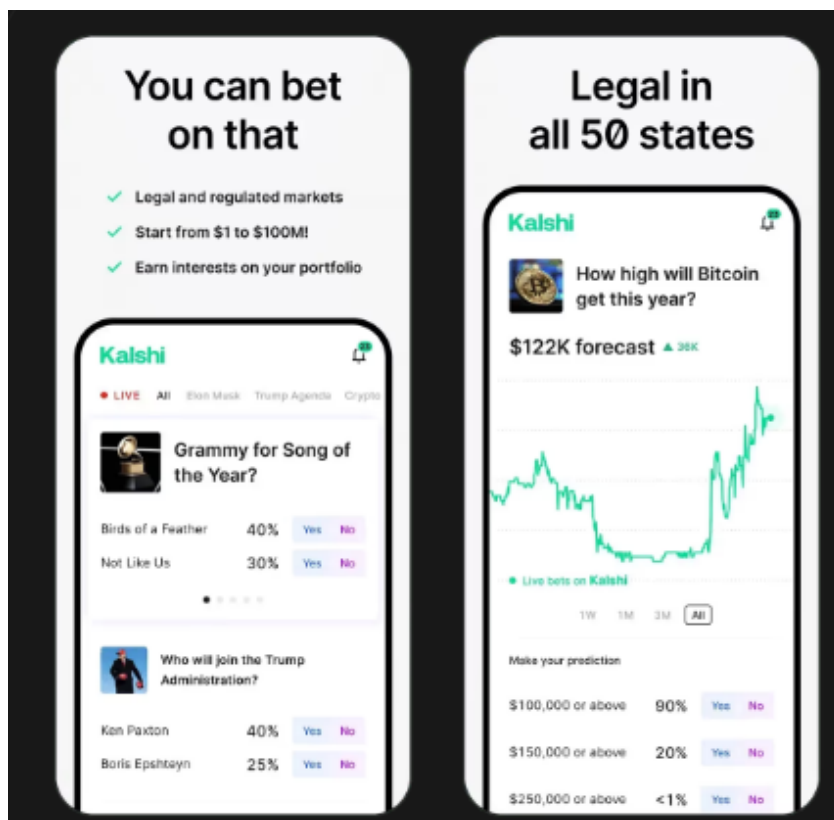 You can bet
on that
Legal and regulated markets
Start from $1 to $100M!
Earn interests on your portfolio
Kalshi
23
LIVE All Elon Musk Trump Agenda Crypto
Grammy for Song of
the Year?
Birds of a Feather 40% Yes No
Not Like Us 30% Yes No
Who will join the Trump
Administration?
Ken Paxton 40% Yes No
Boris Epshteyn 25% Yes No
Legal in
all 50 states
Kalshi
23
How high will Bitcoin
get this year?
$122K forecast ▲ 36K
Live bets on Kalshi
1W 1M 3M All
Make your prediction
$100,000 or above 90% Yes No
$150,000 or above 20% Yes No
$250,000 or above <1% Yes No